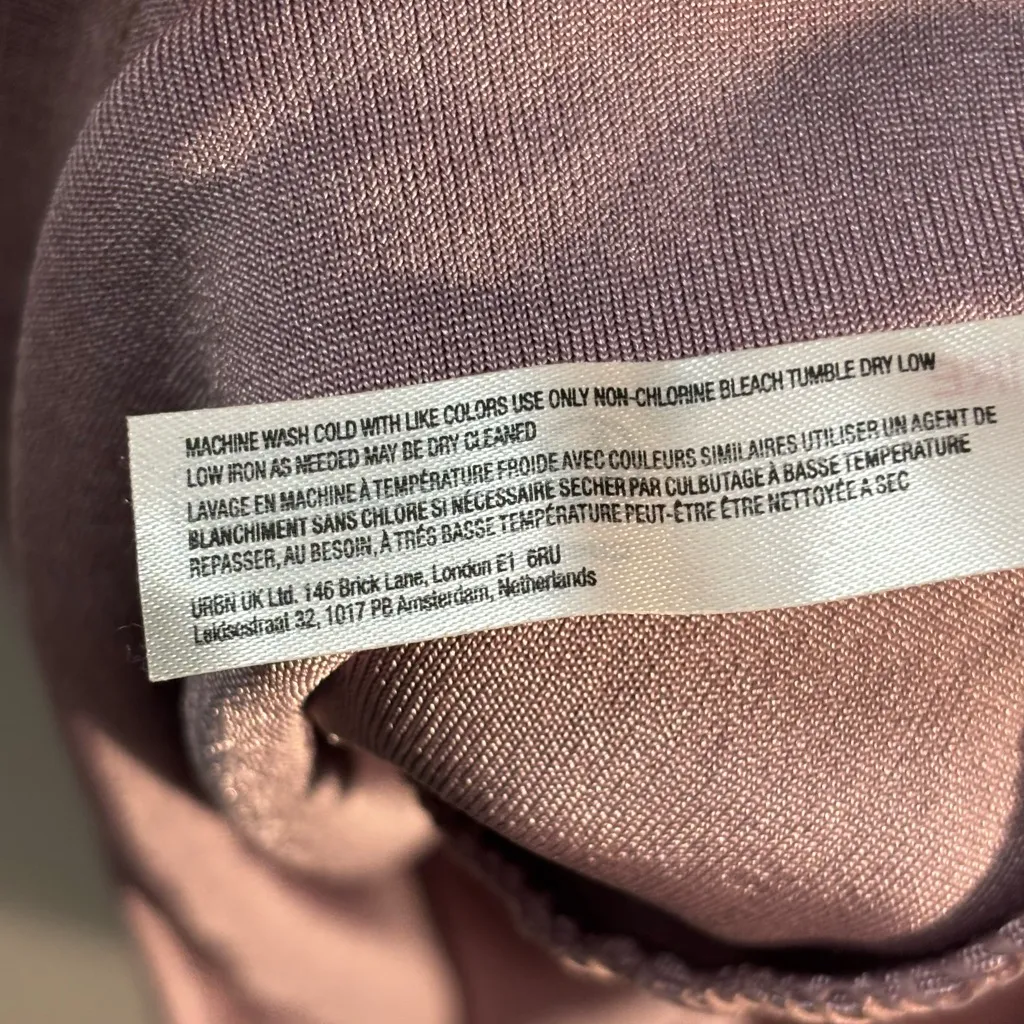 MACHINE WASH COLD WITH LIKE COLORS USE ONLY NON-CHLORINE BLEACH TUMBLE DRY LOW
LOW IRON AS NEEDED MAY BE DRY CLEANED
LAVAGE EN MACHINE À TEMPÉRATURE FROIDE AVEC COULEURS SIMILAIRES UTILISER UN AGENT DE
BLANCHIMENT SANS CHLORE SI NÉCESSAIRE SECHER PAR CULBUTAGE À BASSE TEMPERATURE
REPASSER, AU BESOIN, À TRÉS BASSE TEMPÉRATURE PEUT-ÊTRE ÊTRE NETTOYÉE A SEC
URBN UK Ltd. 146 Brick Lane, London E1 6RU
Leidsestraat 32, 1017 PB Amsterdam, Netherlands